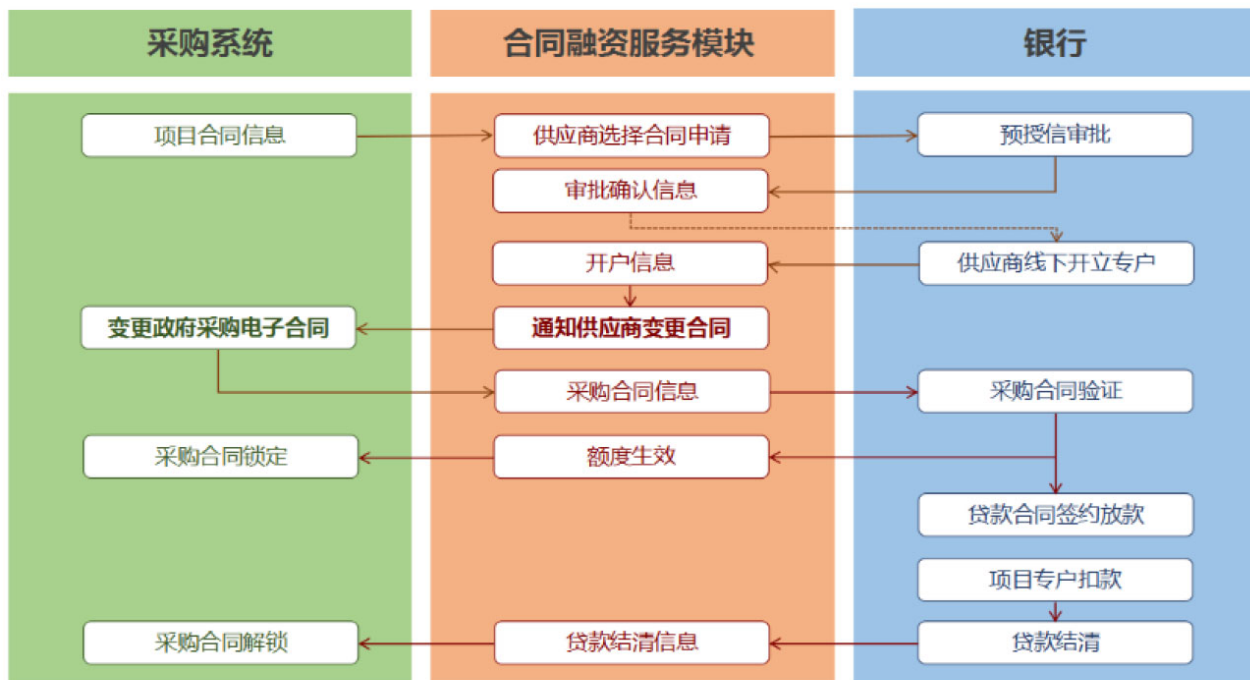 采购系统
合同融资服务模块
银行
项目合同信息
供应商选择合同申请
预授信审批
审批确认信息
开户信息
供应商线下开立专户
变更政府采购电子合同
通知供应商变更合同
采购合同信息
采购合同验证
采购合同锁定
额度生效
贷款合同签约放款
项目专户扣款
采购合同解锁
贷款结清信息
贷款结清